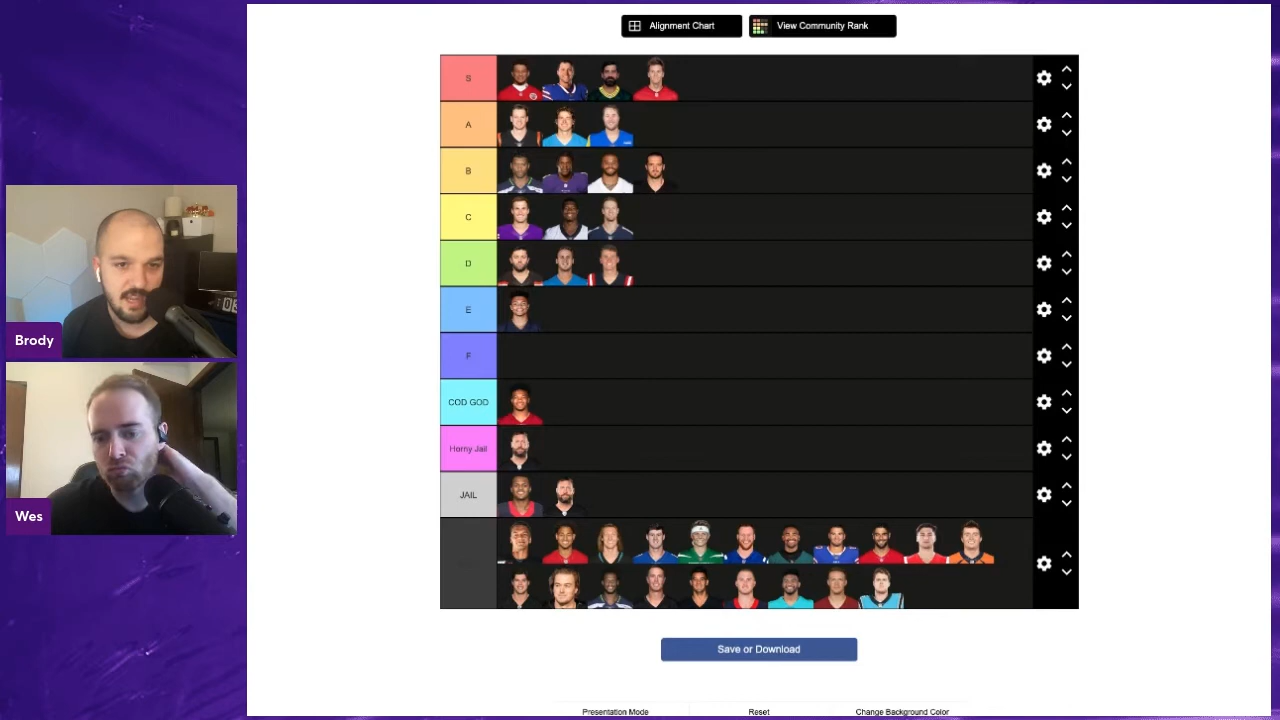 Alignment Chart
View Community Rank
S
A
B
C
D
E
F
COD GOD
Horny Jail
JAIL
Brody
Wes
Save or Download
Presentation Mode
Reset
Change Background Color